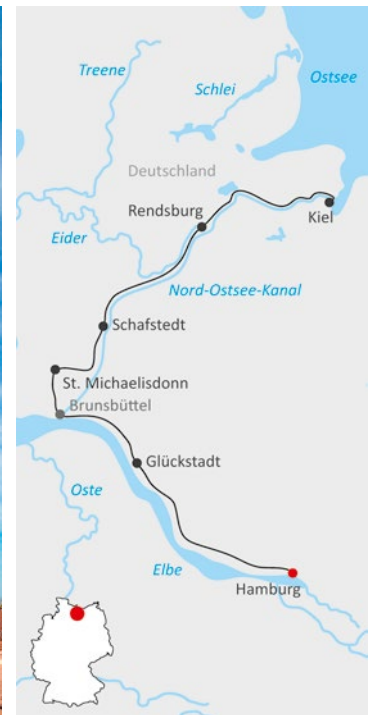 Treene
Ostsee
Schlei
Deutschland
Rendsburg
Kiel
Eider
Nord-Ostsee-Kanal
Schafstedt
St. Michaelisdonn
Brunsbüttel
Glückstadt
Oste
Elbe
Hamburg